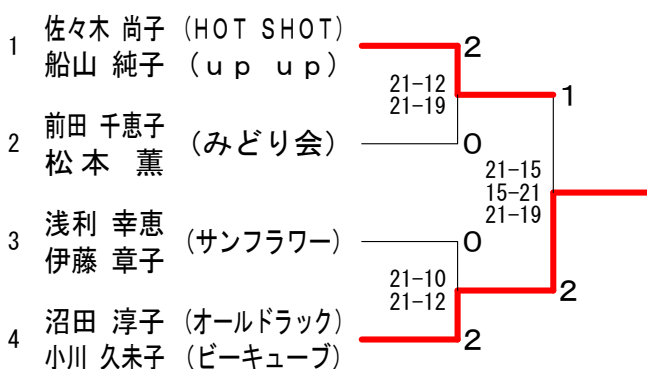 1 佐々木 尚子 (HOT SHOT)
船山 純子 (up up)
2
21-12
21-19
1
2 前田 千恵子 (みどり会)
松本 薫
0
21-15
15-21
21-19
3 浅利 幸恵 (サンフラワー)
伊藤 章子
0
21-10
21-12
2
4 沼田 淳子 (オールドラック)
小川 久未子 (ビーキューブ)
2